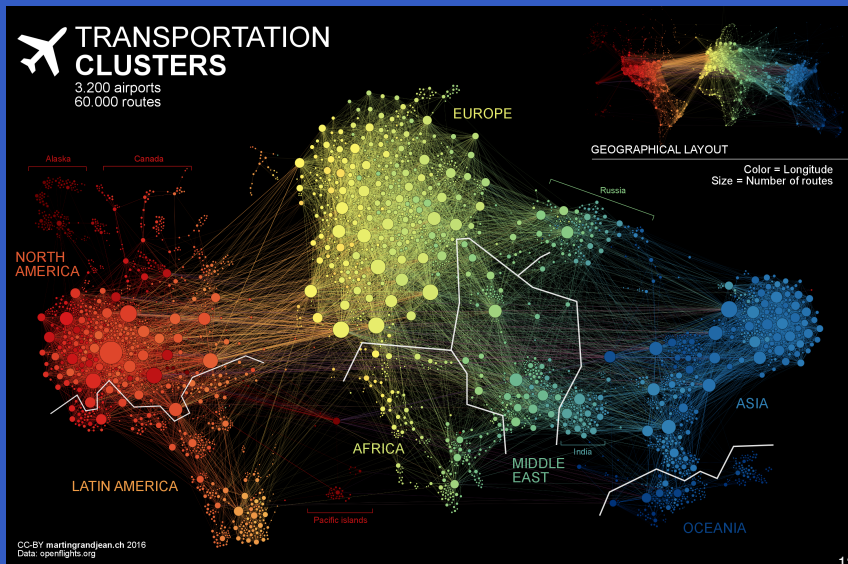 TRANSPORTATION
CLUSTERS
3.200 airports
60.000 routes
EUROPE
GEOGRAPHICAL LAYOUT
Color = Longitude
Size = Number of routes
Alaska
Canada
Russia
NORTH
AMERICA
ASIA
AFRICA
India
MIDDLE
EAST
LATIN AMERICA
Pacific islands
OCEANIA
CC-BY martingrandjean.ch 2016
Data: openflights.org